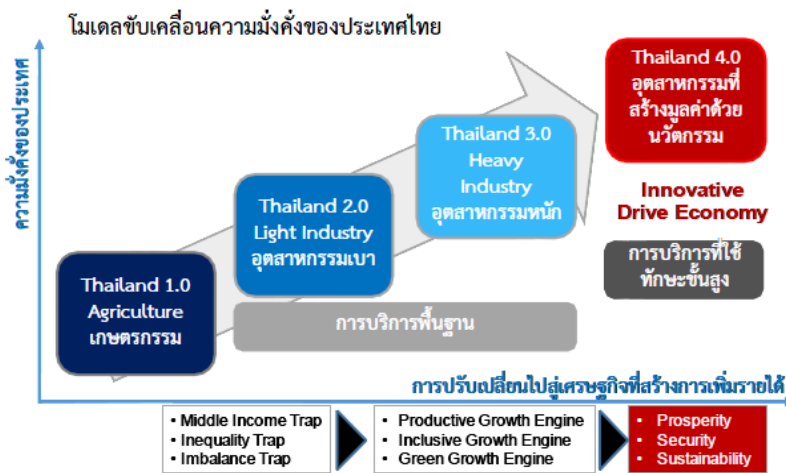 โมเดลขับเคลื่อนความมั่งคั่งของประเทศไทย
ความมั่งคั่งของประเทศ
Thailand 1.0
Agriculture
เกษตรกรรม
Thailand 2.0
Light Industry
อุตสาหกรรมเบา
Thailand 3.0
Heavy
Industry
อุตสาหกรรมหนัก
Thailand 4.0
อุตสาหกรรมที่
สร้างมูลค่าด้วย
นวัตกรรม
Innovative
Drive Economy
การบริการพื้นฐาน
การบริการที่ใช้
ทักษะขั้นสูง
การปรับเปลี่ยนไปสู่เศรษฐกิจที่สร้างการเพิ่มรายได้
• Middle Income Trap
• Inequality Trap
• Imbalance Trap
• Productive Growth Engine
• Inclusive Growth Engine
• Green Growth Engine
• Prosperity
• Security
• Sustainability